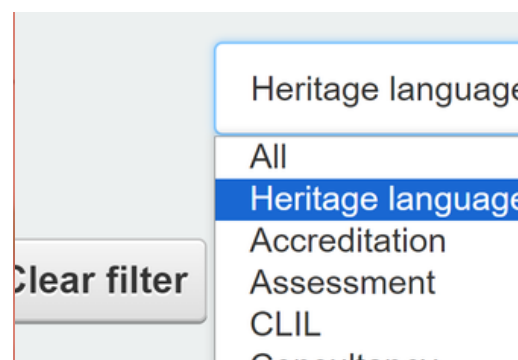 Heritage language
All
Heritage language
Accreditation
Clear filter
Assessment
CLIL